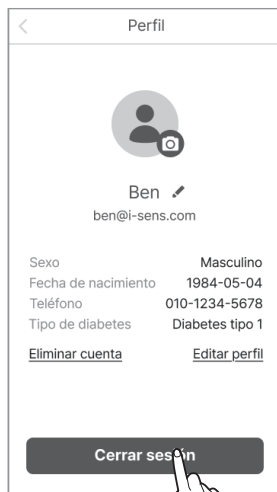 Perfil
Ben
ben@i-sens.com
Sexo Masculino
Fecha de nacimiento 1984-05-04
Teléfono 010-1234-5678
Tipo de diabetes Diabetes tipo 1
Eliminar cuenta Editar perfil
Cerrar sesión